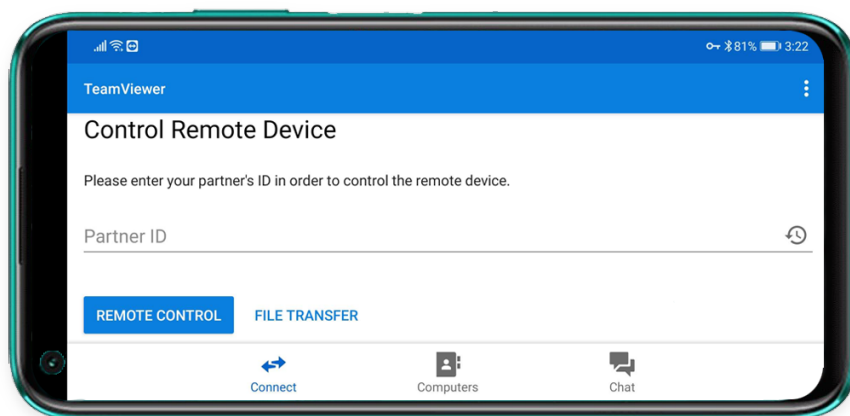 81% 3:22
TeamViewer
Control Remote Device
Please enter your partner's ID in order to control the remote device.
Partner ID
REMOTE CONTROL FILE TRANSFER
Connect Computers Chat